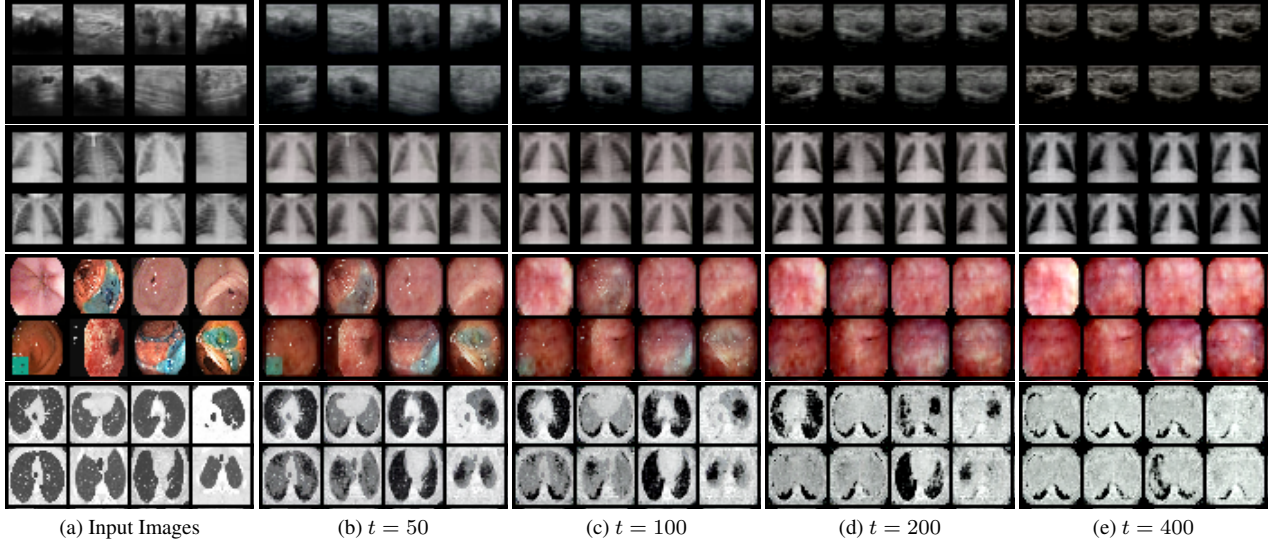 (a) Input Images
(b) t = 50
(c) t = 100
(d) t = 200
(e) t = 400